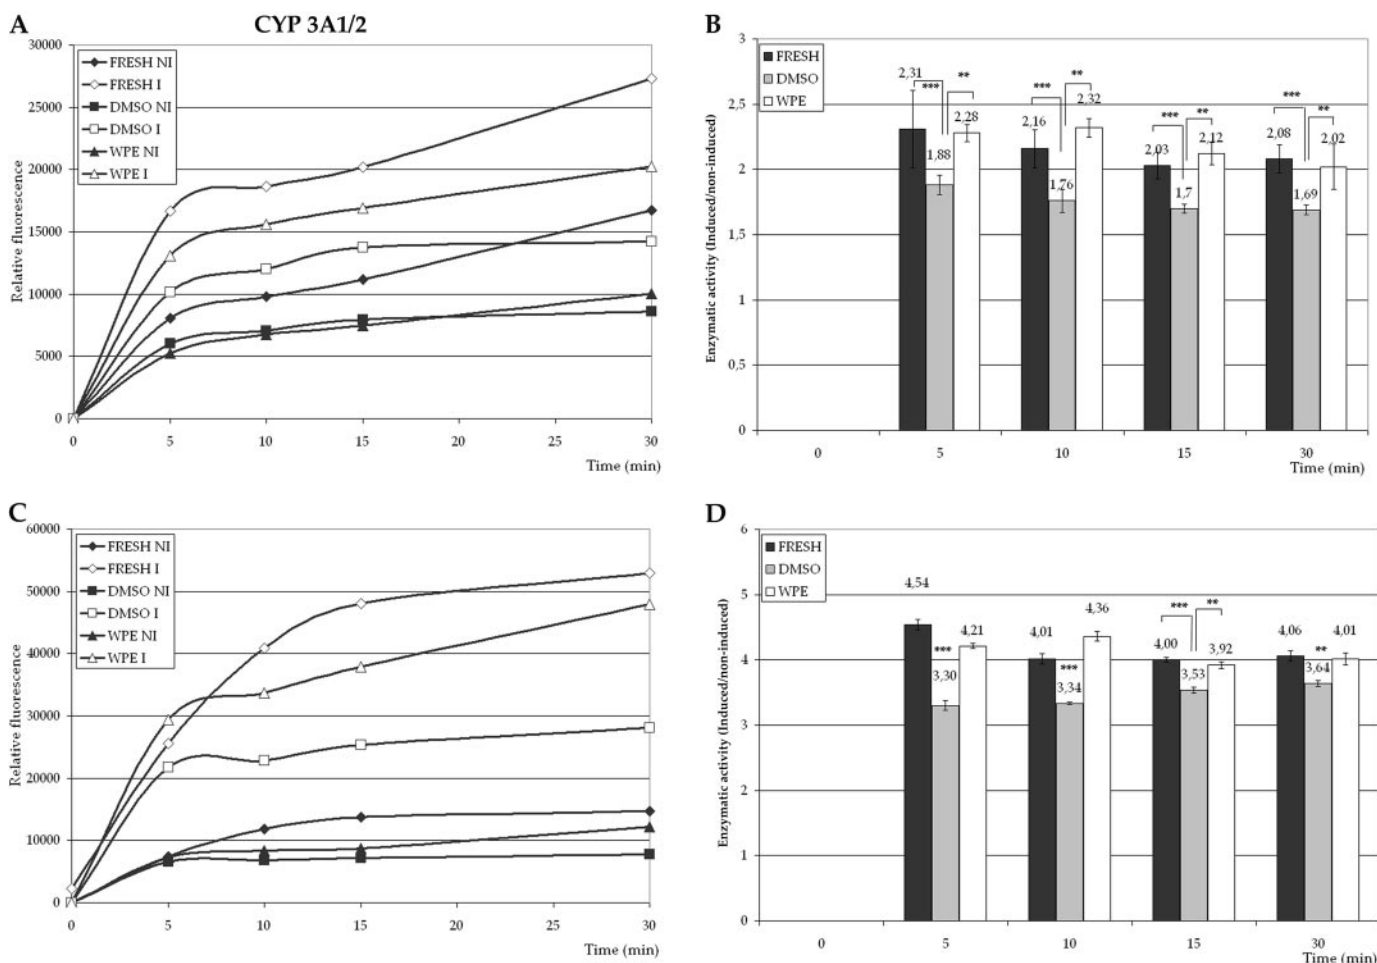 A
CYP 3A1/2
30000
25000
20000
15000
10000
5000
0
Relative fluorescence
FRESH NI
FRESH I
DMSO NI
DMSO I
WPE NI
WPE I
0 5 10 15 20 25 30
Time (min)
B
3
2,5
2
1,5
1
0,5
0
Enzymatic activity (Induced/non-induced)
FRESH
DMSO
WPE
2,31 *** ** 1,88 2,28
2,16 *** ** 1,76 2,32
2,03 *** ** 1,7 2,12
2,08 *** ** 1,69 2,02
0 5 10 15 30
Time (min)
C
60000
50000
40000
30000
20000
10000
0
Relative fluorescence
FRESH NI
FRESH I
DMSO NI
DMSO I
WPE NI
WPE I
0 5 10 15 20 25 30
Time (min)
D
6
5
4
3
2
1
0
Enzymatic activity (Induced/non-induced)
FRESH
DMSO
WPE
4,54 *** 3,30 4,21
4,01 *** 3,34 4,36
4,00 *** ** 3,53 3,92
4,06 ** 3,64 4,01
0 5 10 15 30
Time (min)